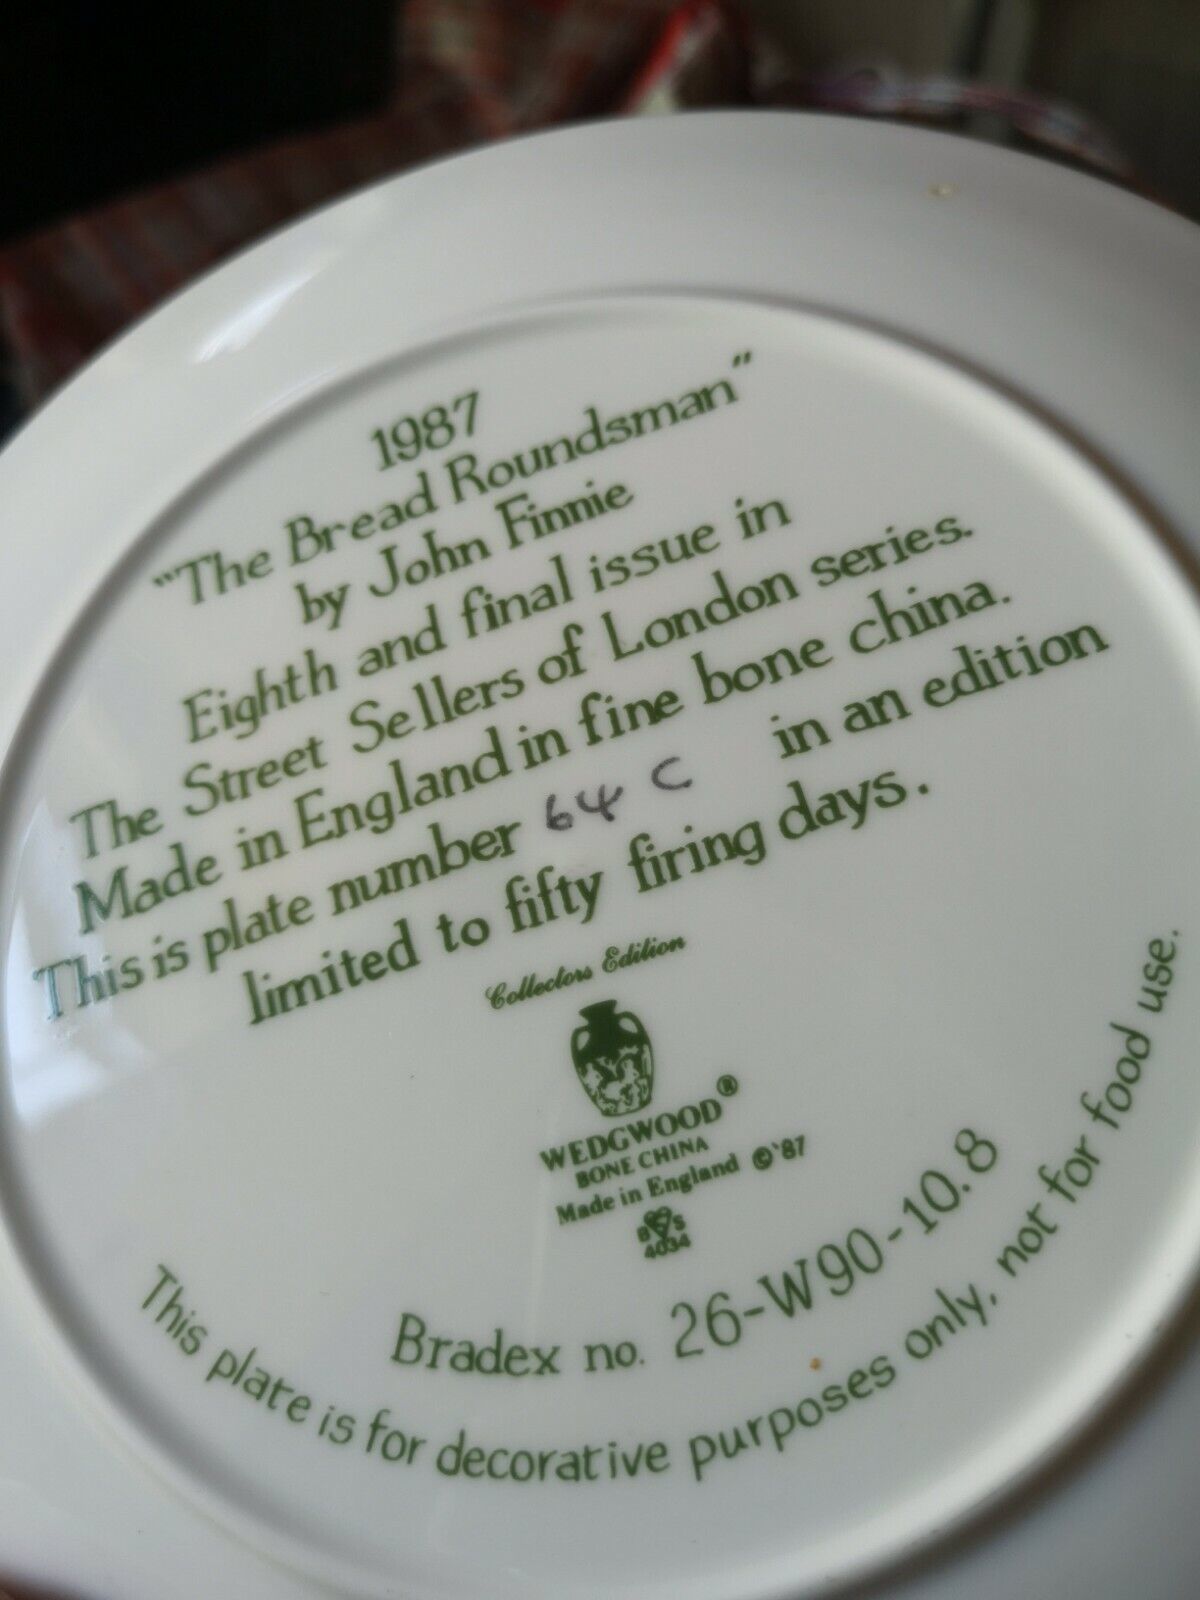 1987
"The Bread Roundsman"
by John Finnie
Eighth and final issue in
The Street Sellers of London series.
Made in England in fine bone china.
This is plate number 64 C in an edition
limited to fifty firing days.
Collectors Edition
WEDGWOOD®
BONE CHINA
Made in England ©'87
B S
4034
Bradex no. 26-W90-10.8
This plate is for decorative purposes only, not for food use.